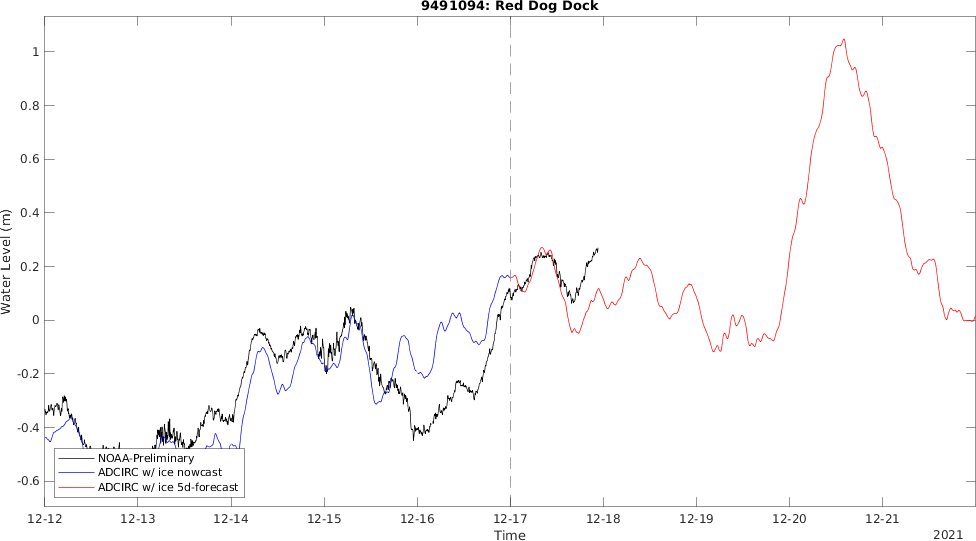 9491094: Red Dog Dock
Water Level (m)
1
0.8
0.6
0.4
0.2
0
-0.2
-0.4
-0.6
NOAA-Preliminary
ADCIRC w/ ice nowcast
ADCIRC w/ ice 5d-forecast
12-12 12-13 12-14 12-15 12-16 12-17 12-18 12-19 12-20 12-21
Time
2021